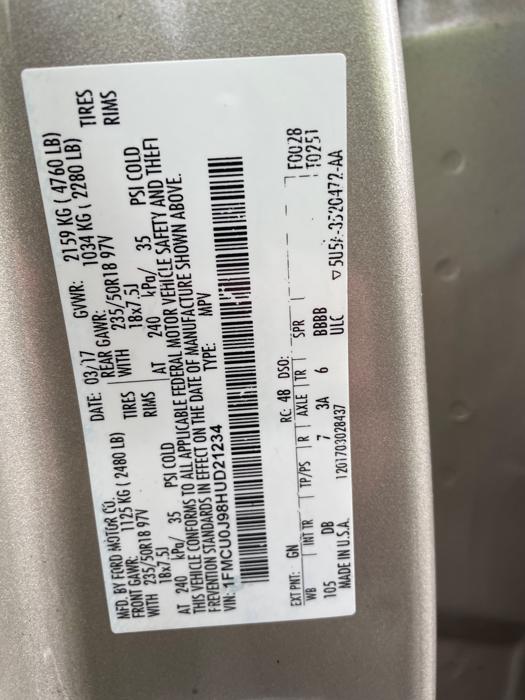 MFD. BY FORD MOTOR CO.
DATE: 03/17 GVWR: 2159 KG ( 4760 LB)
FRONT GAWR: 1125 KG ( 2480 LB) REAR GAWR: 1034 KG ( 2280 LB)
WITH 235/50R18 97V TIRES WITH 235/50R18 97V TIRES
18x7.5J RIMS 18x7.5J RIMS
AT 240 kPa/ 35 PSI COLD AT 240 kPa/ 35 PSI COLD
THIS VEHICLE CONFORMS TO ALL APPLICABLE FEDERAL MOTOR VEHICLE SAFETY AND THEFT
PREVENTION STANDARDS IN EFFECT ON THE DATE OF MANUFACTURE SHOWN ABOVE.
VIN: 1FMCU0J98HUD21234 TYPE: MPV
EXT PNT: GN RC: 48 DSO: F0028
WB INT TR TP/PS R AXLE TR SPR T0251
105 DB 7 3A 6 BBBB
MADE IN U.S.A. 1201703028437 ULC